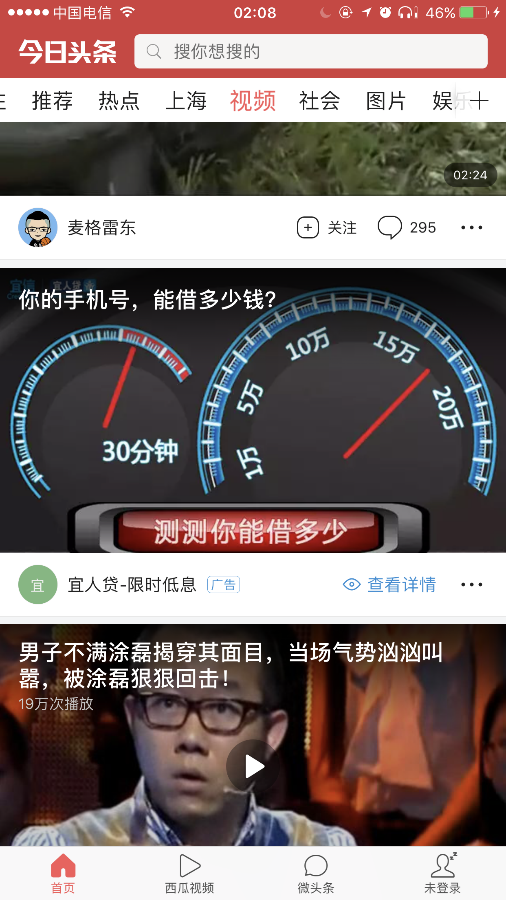 中国电信
02:08
46%
今日头条
搜你想搜的
推荐
热点
上海
视频
社会
图片
娱乐
02:24
麦格雷东
关注
295
宜人贷
你的手机号，能借多少钱?
30分钟
1万
5万
10万
15万
20万
测测你能借多少
宜
宜人贷-限时低息
广告
查看详情
男子不满涂磊揭穿其面目，当场气势汹汹叫
嚣，被涂磊狠狠回击！
19万次播放
首页
西瓜视频
微头条
未登录